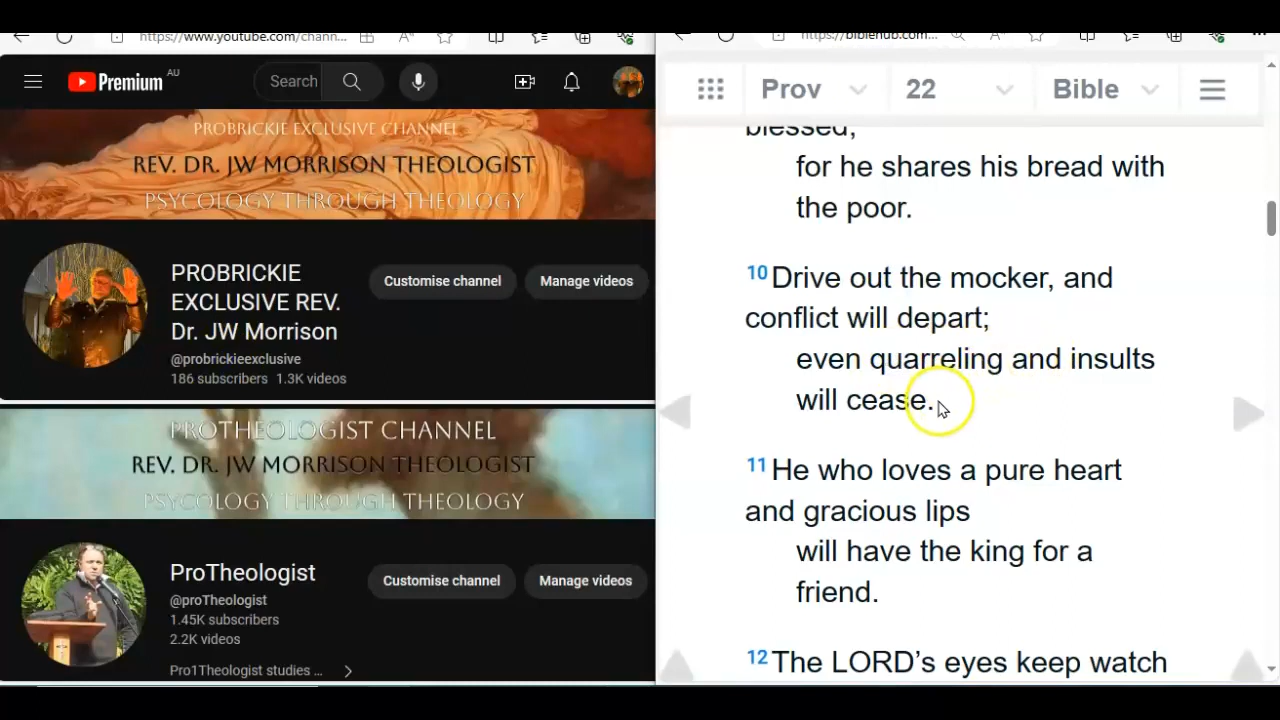 https://www.youtube.com/chann...
Premium
AU
Search
PROBRICKIE EXCLUSIVE CHANNEL
REV. DR. JW MORRISON THEOLOGIST
PSYCOLOGY THROUGH THEOLOGY
PROBRICKIE
EXCLUSIVE REV.
Dr. JW Morrison
@probrickieexclusive
186 subscribers 1.3K videos
Customise channel
Manage videos
PROTHEOLOGIST CHANNEL
REV. DR. JW MORRISON THEOLOGIST
PSYCOLOGY THROUGH THEOLOGY
ProTheologist
@proTheologist
1.45K subscribers
2.2K videos
Pro1Theologist studies ...
Customise channel
Manage videos
https://biblehub.com...
Prov
22
Bible
blessed,
for he shares his bread with
the poor.
10 Drive out the mocker, and
conflict will depart;
even quarreling and insults
will cease.
11 He who loves a pure heart
and gracious lips
will have the king for a
friend.
12 The LORD’s eyes keep watch